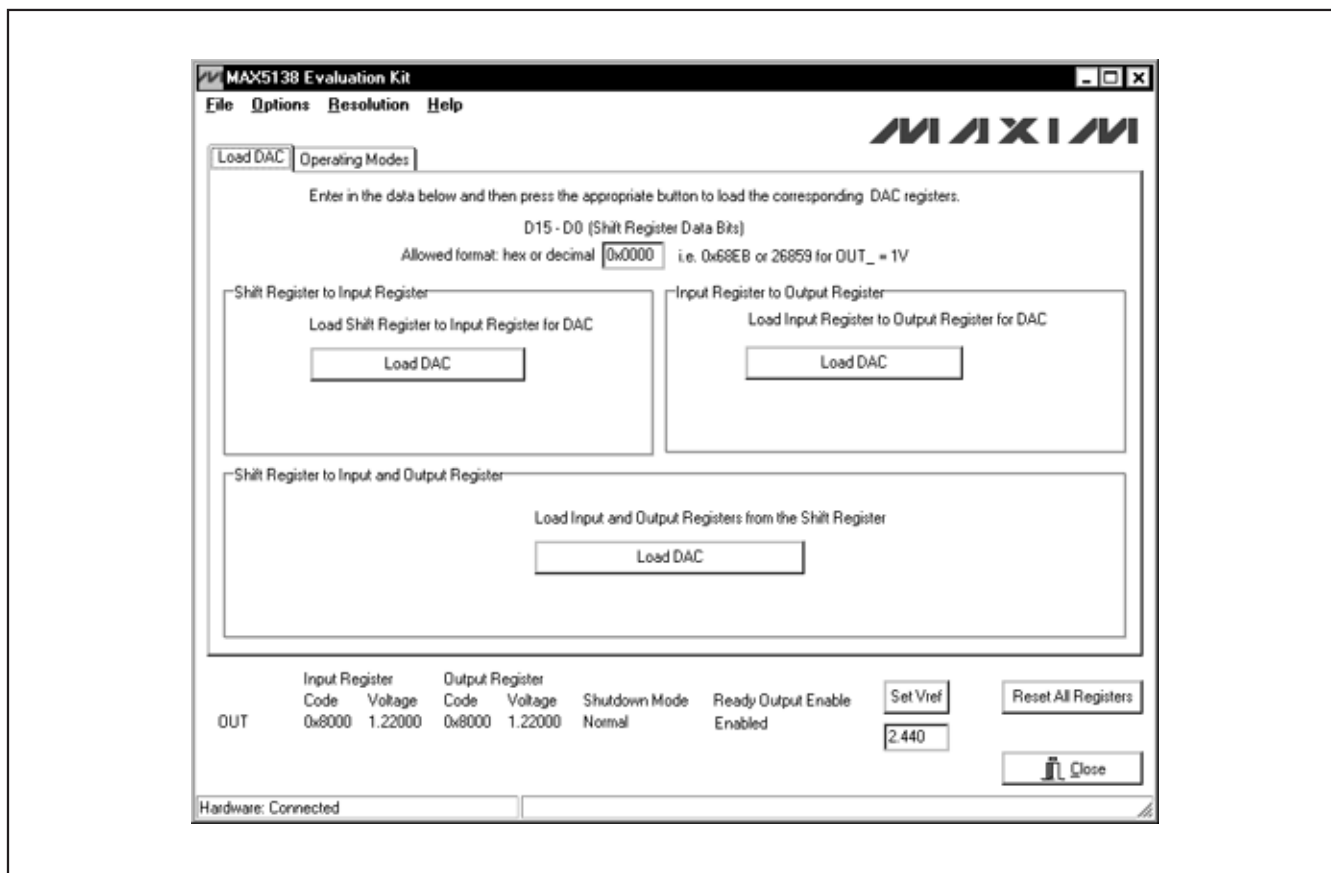 MAX5138 Evaluation Kit
File Options Resolution Help
MAXIM
Load DAC Operating Modes
Enter in the data below and then press the appropriate button to load the corresponding DAC registers.
D15 - D0 (Shift Register Data Bits)
Allowed format: hex or decimal 0x0000 i.e. 0x68EB or 26859 for OUT_ = 1V
Shift Register to Input Register
Load Shift Register to Input Register for DAC
Load DAC
Input Register to Output Register
Load Input Register to Output Register for DAC
Load DAC
Shift Register to Input and Output Register
Load Input and Output Registers from the Shift Register
Load DAC
Input Register Output Register
Code Voltage Code Voltage Shutdown Mode Ready Output Enable Set Vref Reset All Registers
OUT 0x8000 1.22000 0x8000 1.22000 Normal Enabled
2.440
Close
Hardware: Connected